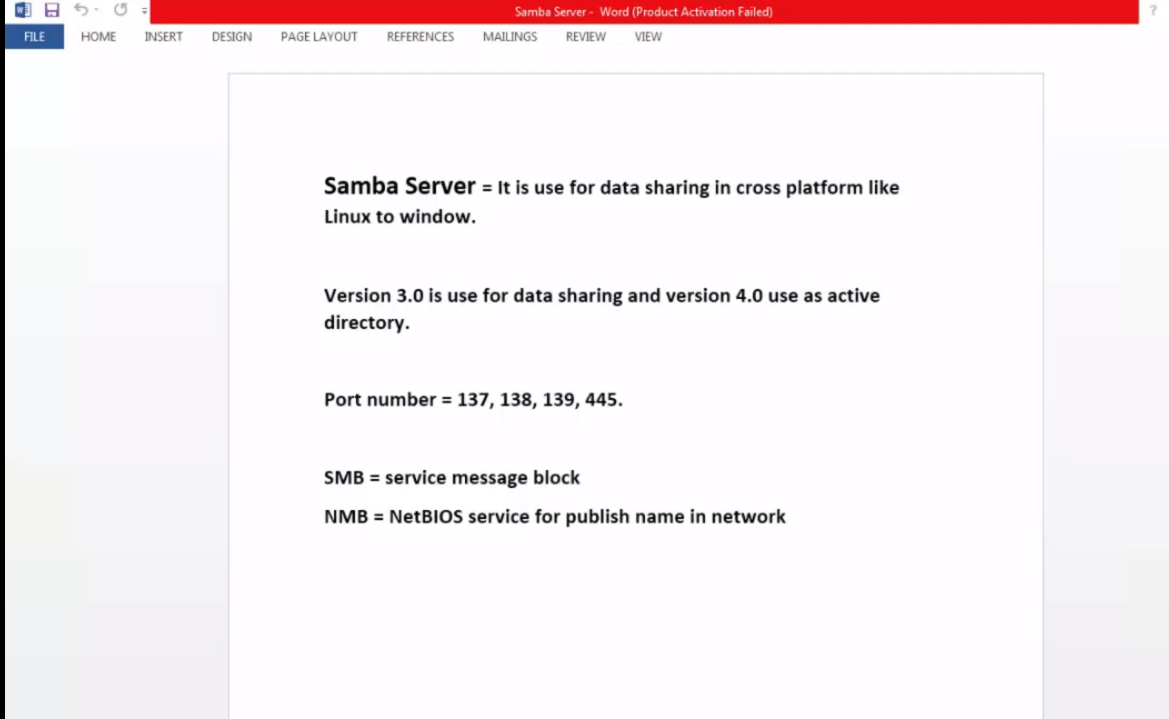 Samba Server - Word (Product Activation Failed)
?
FILE HOME INSERT DESIGN PAGE LAYOUT REFERENCES MAILINGS REVIEW VIEW
Samba Server = It is use for data sharing in cross platform like
Linux to window.
Version 3.0 is use for data sharing and version 4.0 use as active
directory.
Port number = 137, 138, 139, 445.
SMB = service message block
NMB = NetBIOS service for publish name in network